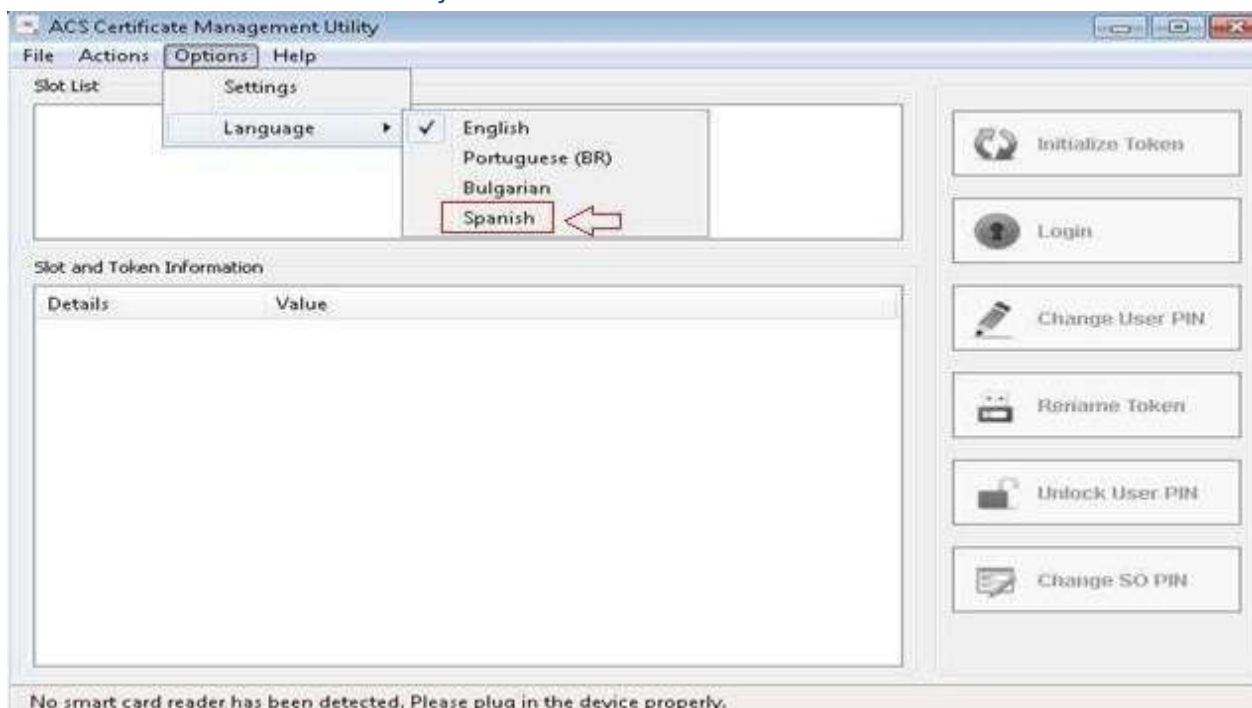 ACS Certificate Management Utility
File Actions Options Help
Slot List
Settings
Language
English
Portuguese (BR)
Bulgarian
Spanish
Slot and Token Information
Details Value
Initialize Token
Login
Change User PIN
Rename Token
Unlock User PIN
Change SO PIN
No smart card reader has been detected. Please plug in the device properly.